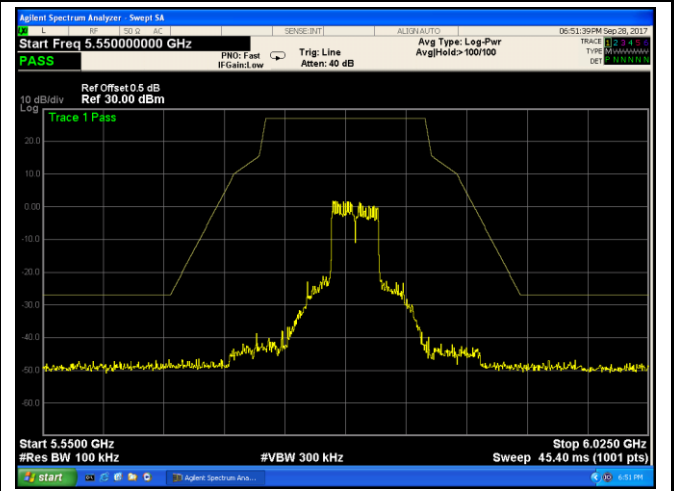 Agilent Spectrum Analyzer - Swept SA
L RF 50 Ω AC SENSE:INT ALIGNAUTO 06:51:39PM Sep 28, 2017
Start Freq 5.550000000 GHz
PASS
PNO: Fast
IFGain:Low
Trig: Line
Atten: 40 dB
Avg Type: Log-Pwr
Avg|Hold:>100/100
TRACE 1 2 3 4 5 6
TYPE M
DET P N N N N N
10 dB/div
Log
Ref Offset 0.5 dB
Ref 30.00 dBm
Trace 1 Pass
20.0
10.0
0.00
-10.0
-20.0
-30.0
-40.0
-50.0
-60.0
Start 5.5500 GHz
Stop 6.0250 GHz
#Res BW 100 kHz
#VBW 300 kHz
Sweep 45.40 ms (1001 pts)
start
Agilent Spectrum Ana...
6:51 PM